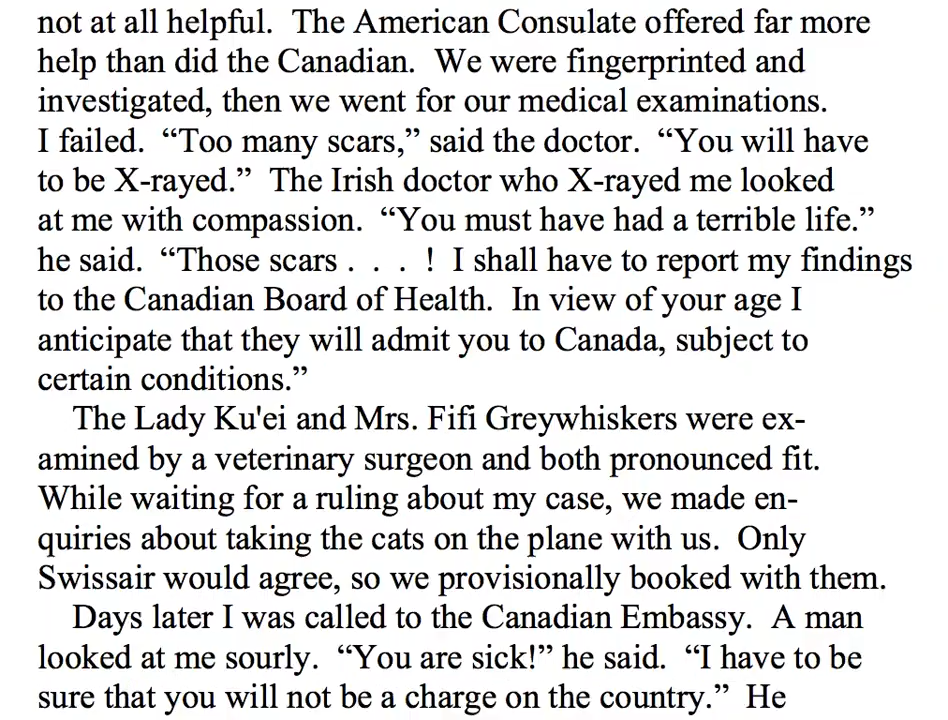 not at all helpful.  The American Consulate offered far more
help than did the Canadian.  We were fingerprinted and
investigated, then we went for our medical examinations.
I failed.  “Too many scars,” said the doctor.  “You will have
to be X-rayed.”  The Irish doctor who X-rayed me looked
at me with compassion.  “You must have had a terrible life.”
he said.  “Those scars . . . !  I shall have to report my findings
to the Canadian Board of Health.  In view of your age I
anticipate that they will admit you to Canada, subject to
certain conditions.”
The Lady Ku'ei and Mrs. Fifi Greywhiskers were ex-
amined by a veterinary surgeon and both pronounced fit.
While waiting for a ruling about my case, we made en-
quiries about taking the cats on the plane with us.  Only
Swissair would agree, so we provisionally booked with them.
Days later I was called to the Canadian Embassy.  A man
looked at me sourly.  “You are sick!” he said.  “I have to be
sure that you will not be a charge on the country.”  He